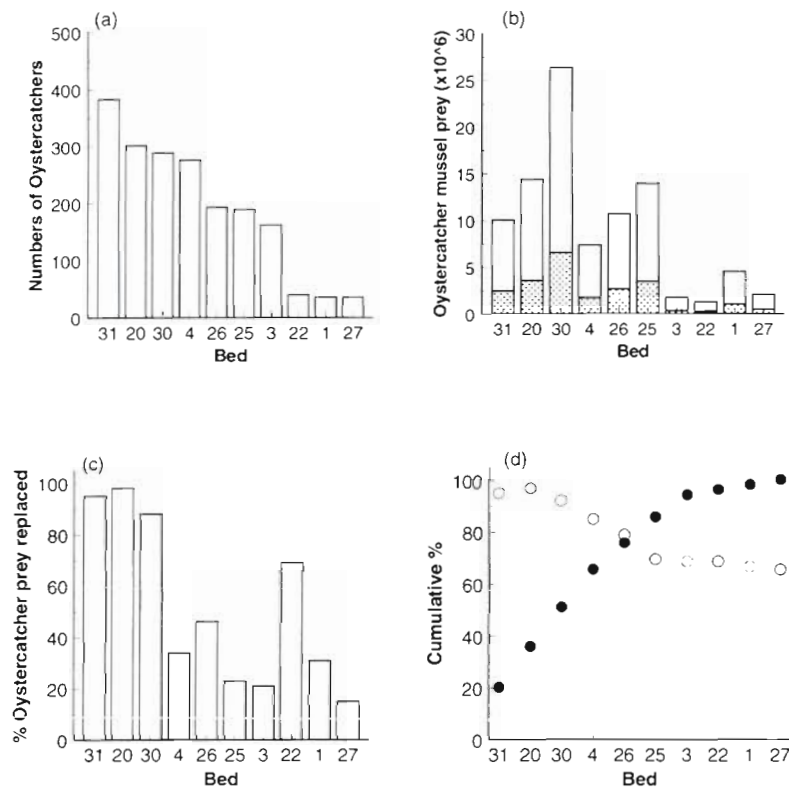 (a)
Numbers of Oystercatchers
500
400
300
200
100
0
31 20 30 4 26 25 3 22 1 27
Bed
(b)
Oystercatcher mussel prey (x10^6)
30
25
20
15
10
5
0
31 20 30 4 26 25 3 22 1 27
Bed
(c)
% Oystercatcher prey replaced
100
80
60
40
20
0
31 20 30 4 26 25 3 22 1 27
Bed
(d)
Cumulative %
100
80
60
40
20
0
31 20 30 4 26 25 3 22 1 27
Bed